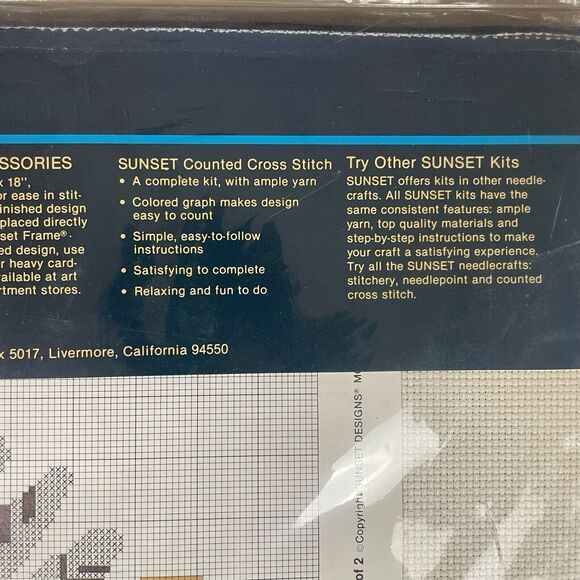 SSORIES
x 18",
or ease in stit-
inished design
placed directly
set Frame®.
ed design, use
r heavy card-
vailable at art
rtment stores.
SUNSET Counted Cross Stitch
• A complete kit, with ample yarn
• Colored graph makes design
easy to count
• Simple, easy-to-follow
instructions
• Satisfying to complete
• Relaxing and fun to do
Try Other SUNSET Kits
SUNSET offers kits in other needle-
crafts. All SUNSET kits have the
same consistent features: ample
yarn, top quality materials and
step-by-step instructions to make
your craft a satisfying experience.
Try all the SUNSET needlecrafts:
stitchery, needlepoint and counted
cross stitch.
x 5017, Livermore, California 94550
of 2 ©Copyright SUNSET DESIGNS®